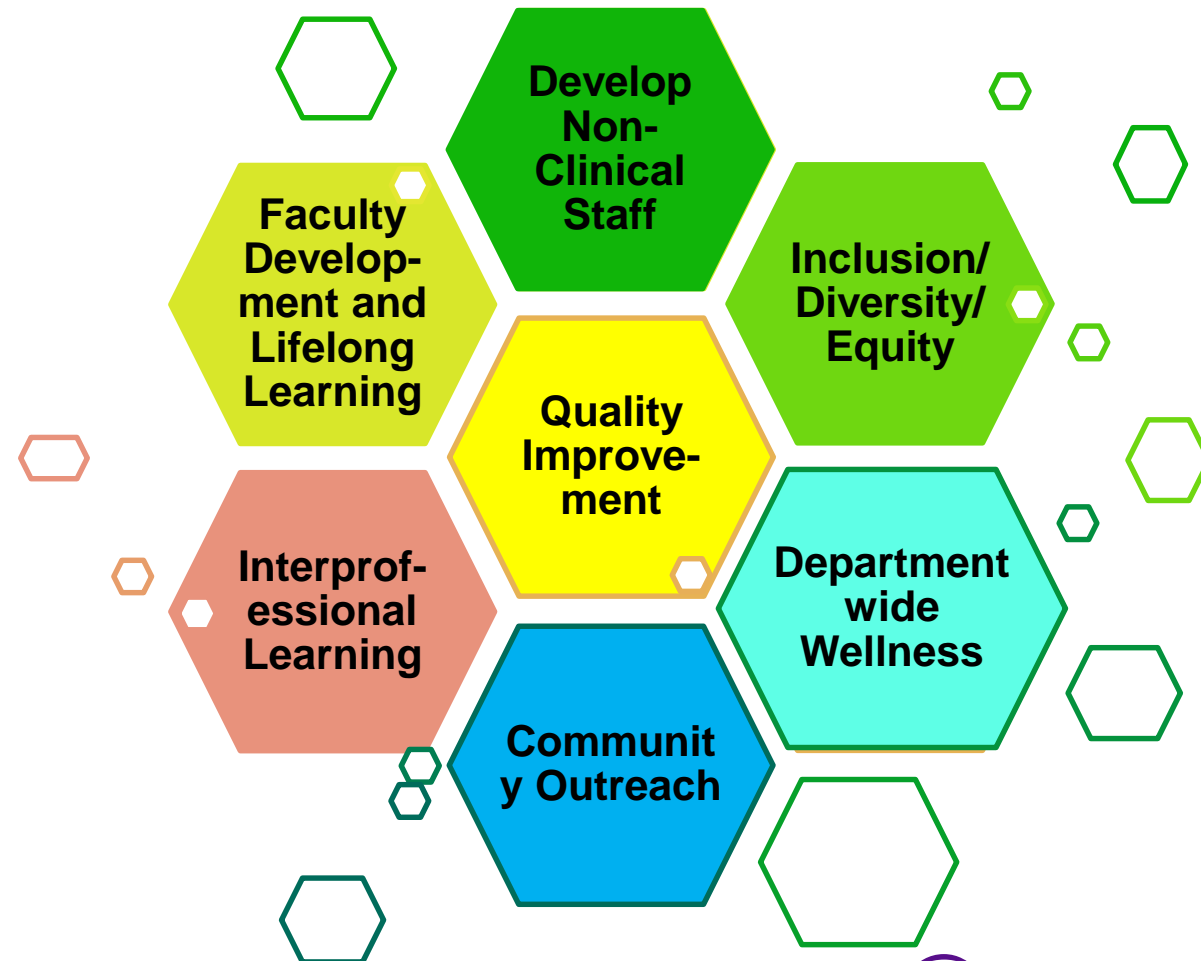 Develop
Non-
Clinical
Staff
Faculty
Develop-
ment and
Lifelong
Learning
Inclusion/
Diversity/
Equity
Quality
Improve-
ment
Interprof-
essional
Learning
Department
wide
Wellness
Communit
y Outreach